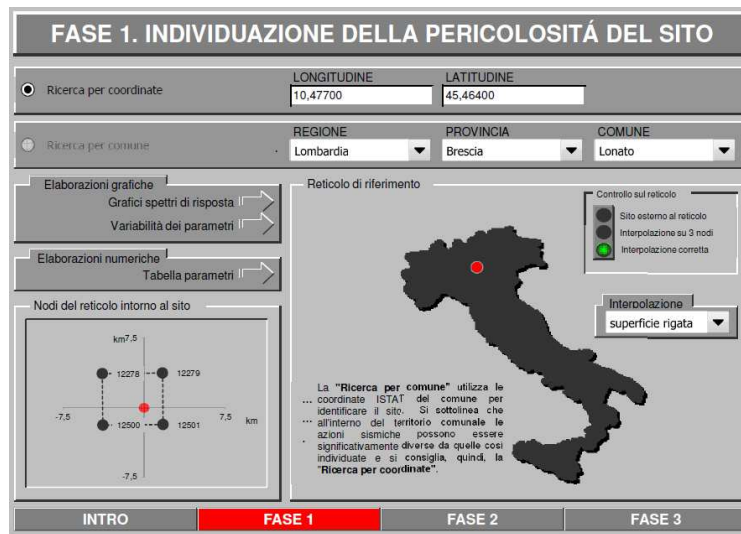 FASE 1. INDIVIDUAZIONE DELLA PERICOLOSITÁ DEL SITO
Ricerca per coordinate
LONGITUDINE
10,47700
LATITUDINE
45,46400
Ricerca per comune
.
REGIONE
Lombardia
PROVINCIA
Brescia
COMUNE
Lonato
Elaborazioni grafiche
Grafici spettri di risposta
Variabilità dei parametri
Elaborazioni numeriche
Tabella parametri
Nodi del reticolo intorno al sito
km7,5
12278
12279
-7,5
12500
12501
7,5
km
-7,5
Reticolo di riferimento
Controllo sul reticolo
Sito esterno al reticolo
Interpolazione su 3 nodi
Interpolazione corretta
Interpolazione
superficie rigata
La "Ricerca per comune" utilizza le
... coordinate ISTAT del comune per
identificare il sito. Si sottolinea che
... all'interno del territorio comunale le
azioni sismiche possono essere
. significativamente diverse da quelle cosi
individuate e si consiglia, quindi, la
"Ricerca per coordinate".
INTRO
FASE 1
FASE 2
FASE 3